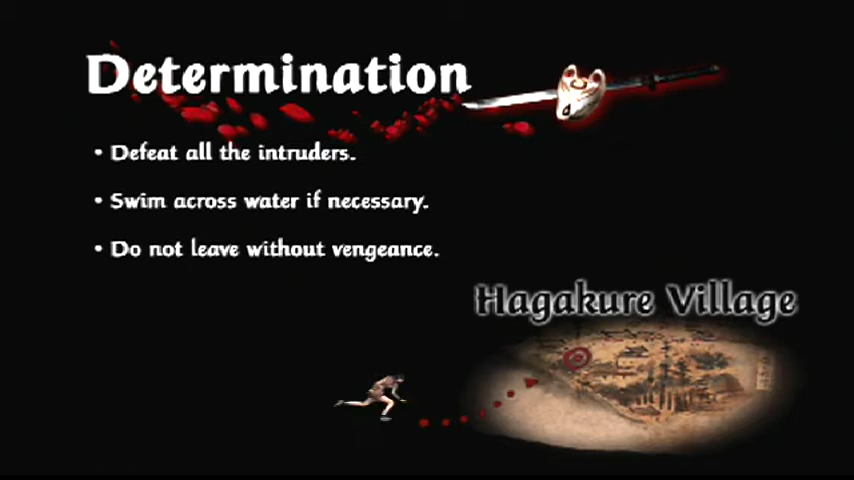 Determination
• Defeat all the intruders.
• Swim across water if necessary.
• Do not leave without vengeance.
Hagakure Village